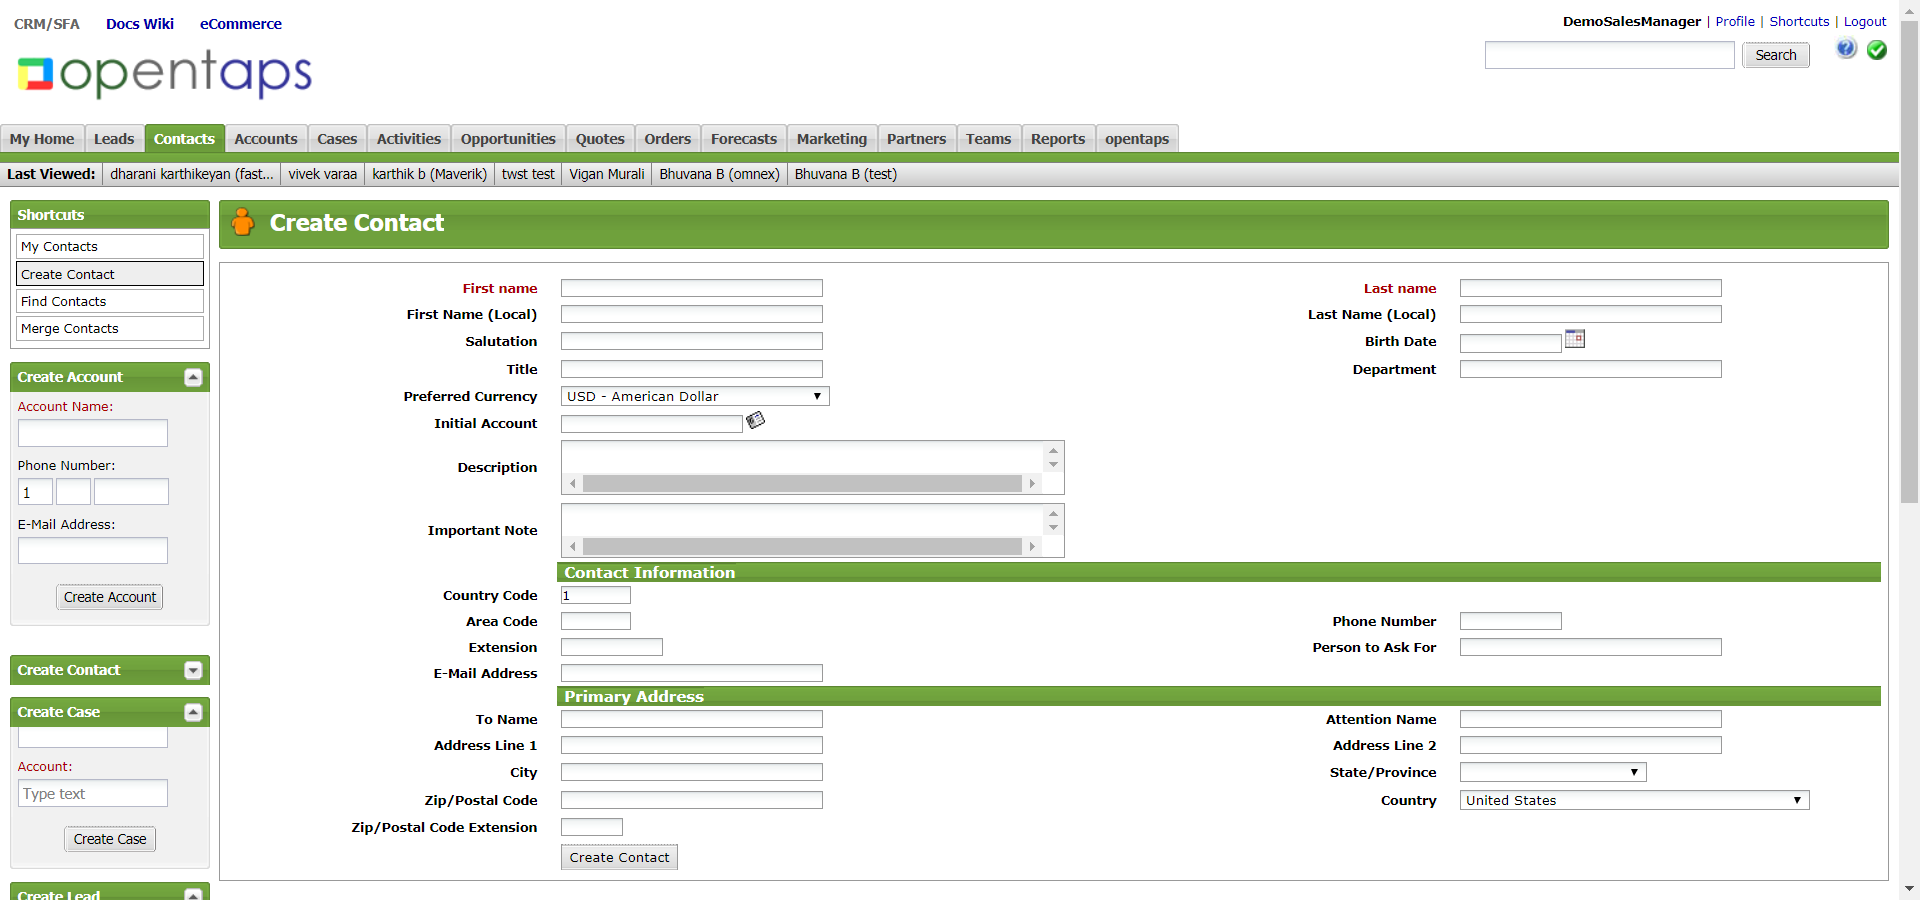 CRM/SFA Docs Wiki eCommerce
DemoSalesManager | Profile | Shortcuts | Logout
opentaps
Search
My Home Leads Contacts Accounts Cases Activities Opportunities Quotes Orders Forecasts Marketing Partners Teams Reports opentaps
Last Viewed: dharani karthikeyan (fast... vivek varaa karthik b (Maverik) twst test Vigan Murali Bhuvana B (omnex) Bhuvana B (test)
Shortcuts
My Contacts
Create Contact
Find Contacts
Merge Contacts
Create Account
Account Name:
Phone Number:
1
E-Mail Address:
Create Account
Create Contact
Create Case
Account:
Type text
Create Case
Create Lead
Create Contact
First name Last name
First Name (Local) Last Name (Local)
Salutation Birth Date
Title Department
Preferred Currency USD - American Dollar
Initial Account
Description
Important Note
Contact Information
Country Code 1
Area Code Phone Number
Extension Person to Ask For
E-Mail Address
Primary Address
To Name Attention Name
Address Line 1 Address Line 2
City State/Province
Zip/Postal Code Country United States
Zip/Postal Code Extension
Create Contact